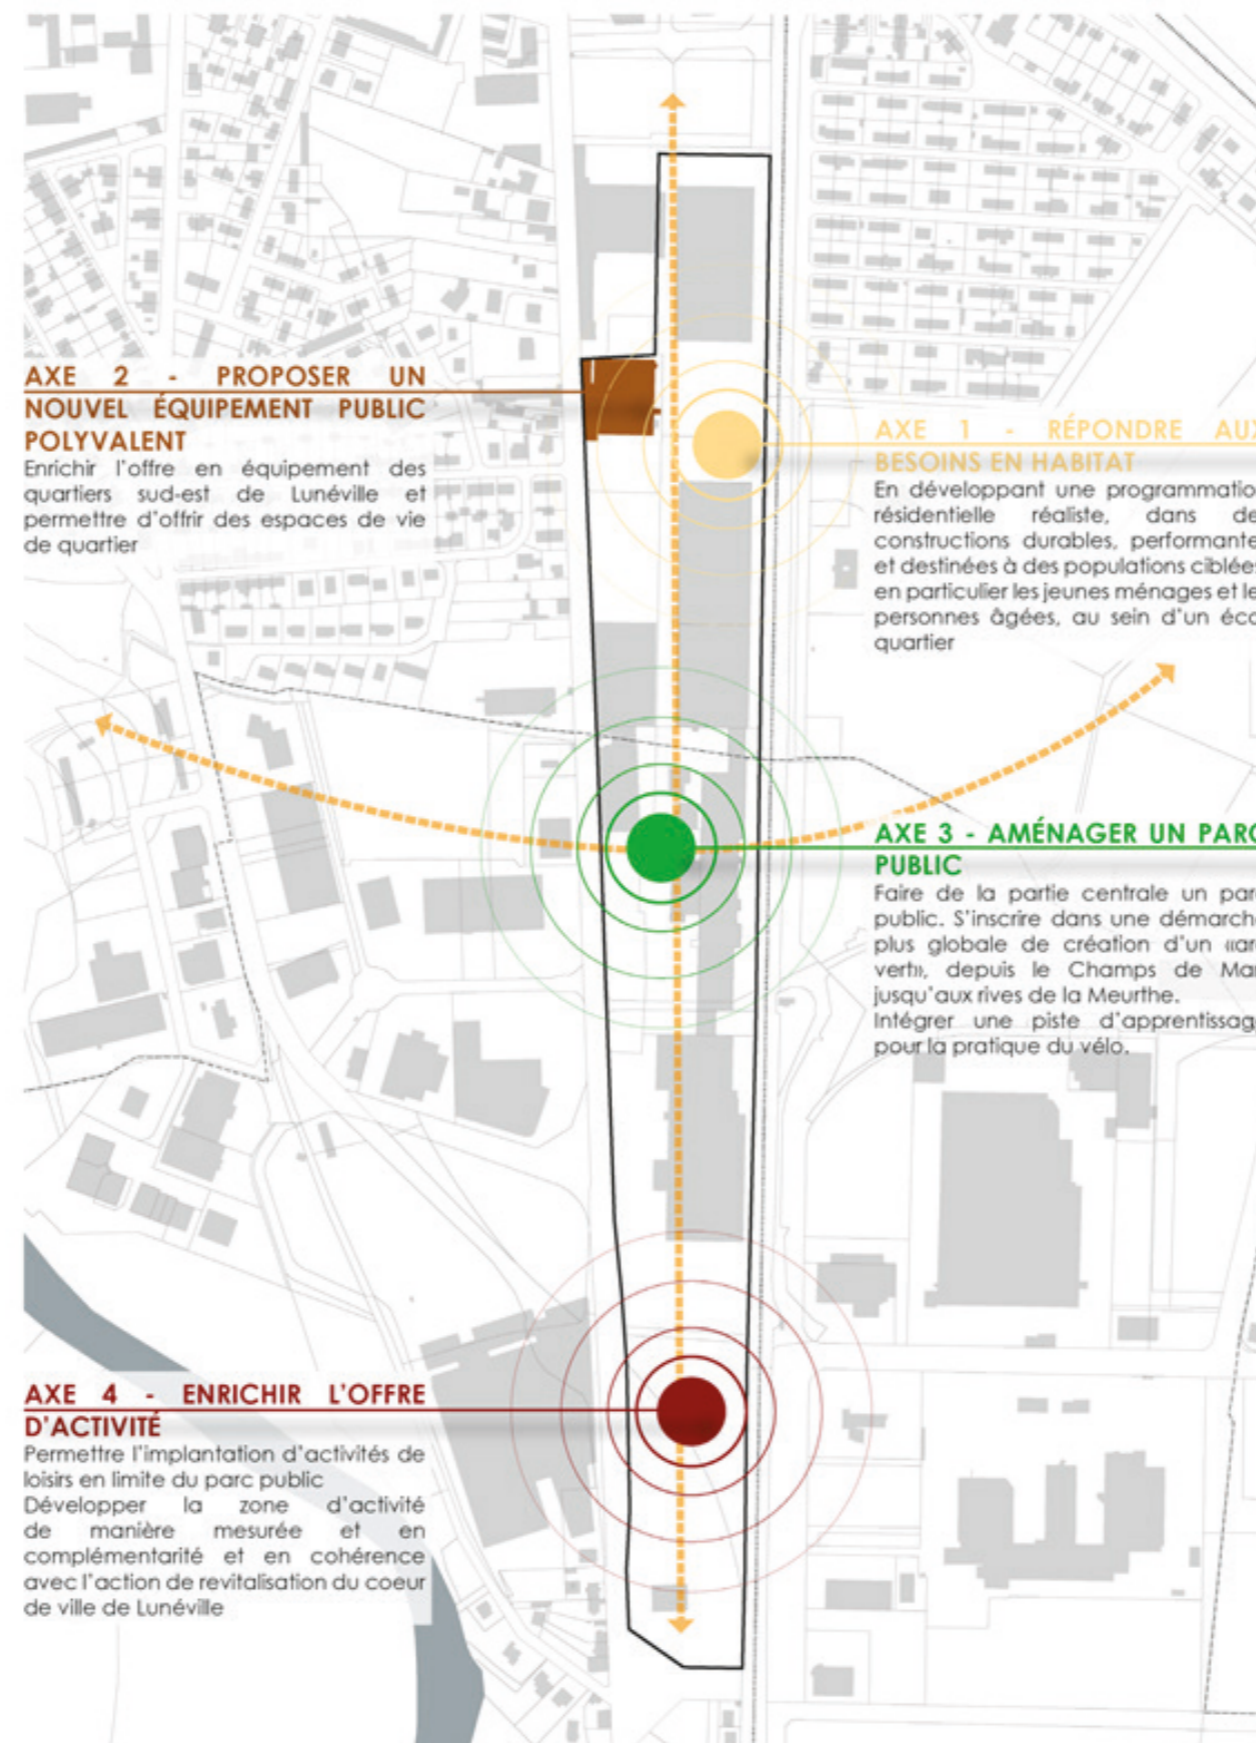 AXE 2 - PROPOSER UN
NOUVEL ÉQUIPEMENT PUBLIC
POLYVALENT
Enrichir l'offre en équipement des
quartiers sud-est de Lunéville et
permettre d'offrir des espaces de vie
de quartier
AXE 1 - RÉPONDRE AUX
BESOINS EN HABITAT
En développant une programmatio
résidentielle réaliste, dans de
constructions durables, performante
et destinées à des populations ciblées
en particulier les jeunes ménages et le
personnes âgées, au sein d'un éco
quartier
AXE 3 - AMÉNAGER UN PARC
PUBLIC
Faire de la partie centrale un par
public. S'inscrire dans une démarch
plus globale de création d'un «ar
vert», depuis le Champs de Mar
jusqu'aux rives de la Meurthe.
Intégrer une piste d'apprentissag
pour la pratique du vélo.
AXE 4 - ENRICHIR L'OFFRE
D'ACTIVITÉ
Permettre l'implantation d'activités de
loisirs en limite du parc public
Développer la zone d'activité
de manière mesurée et en
complémentarité et en cohérence
avec l'action de revitalisation du coeur
de ville de Lunéville